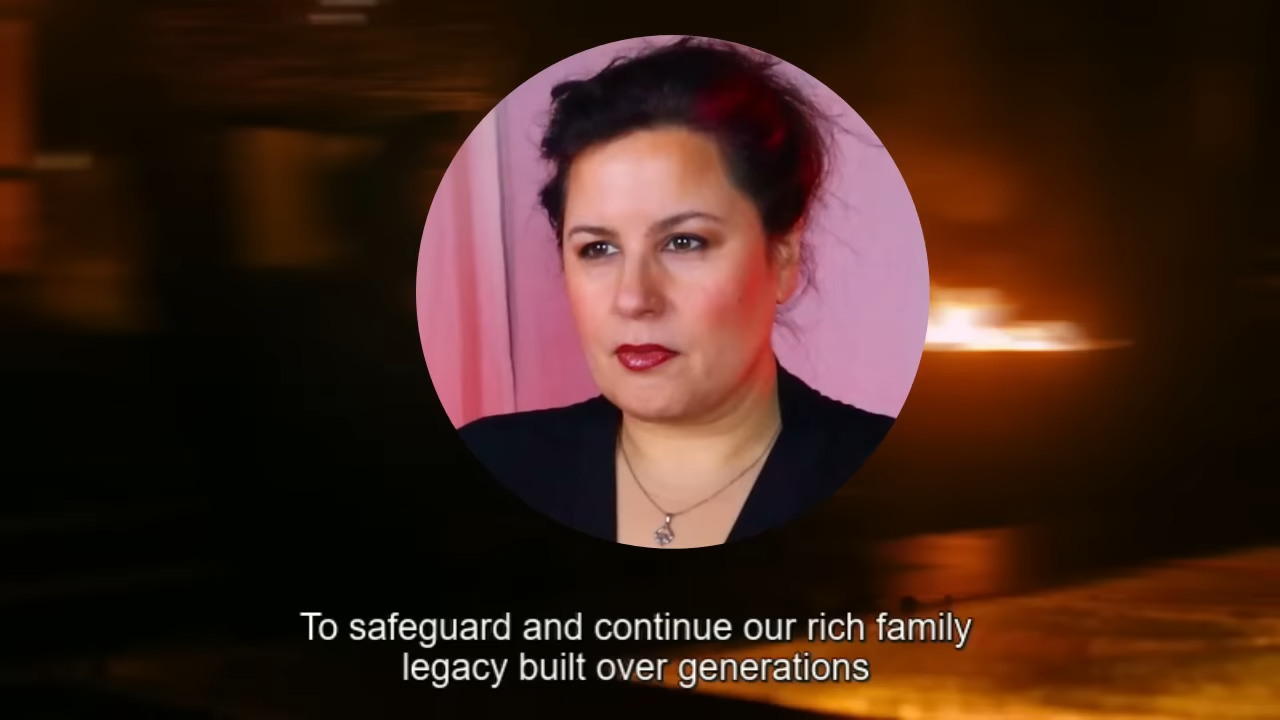 To safeguard and continue our rich family
legacy built over generations